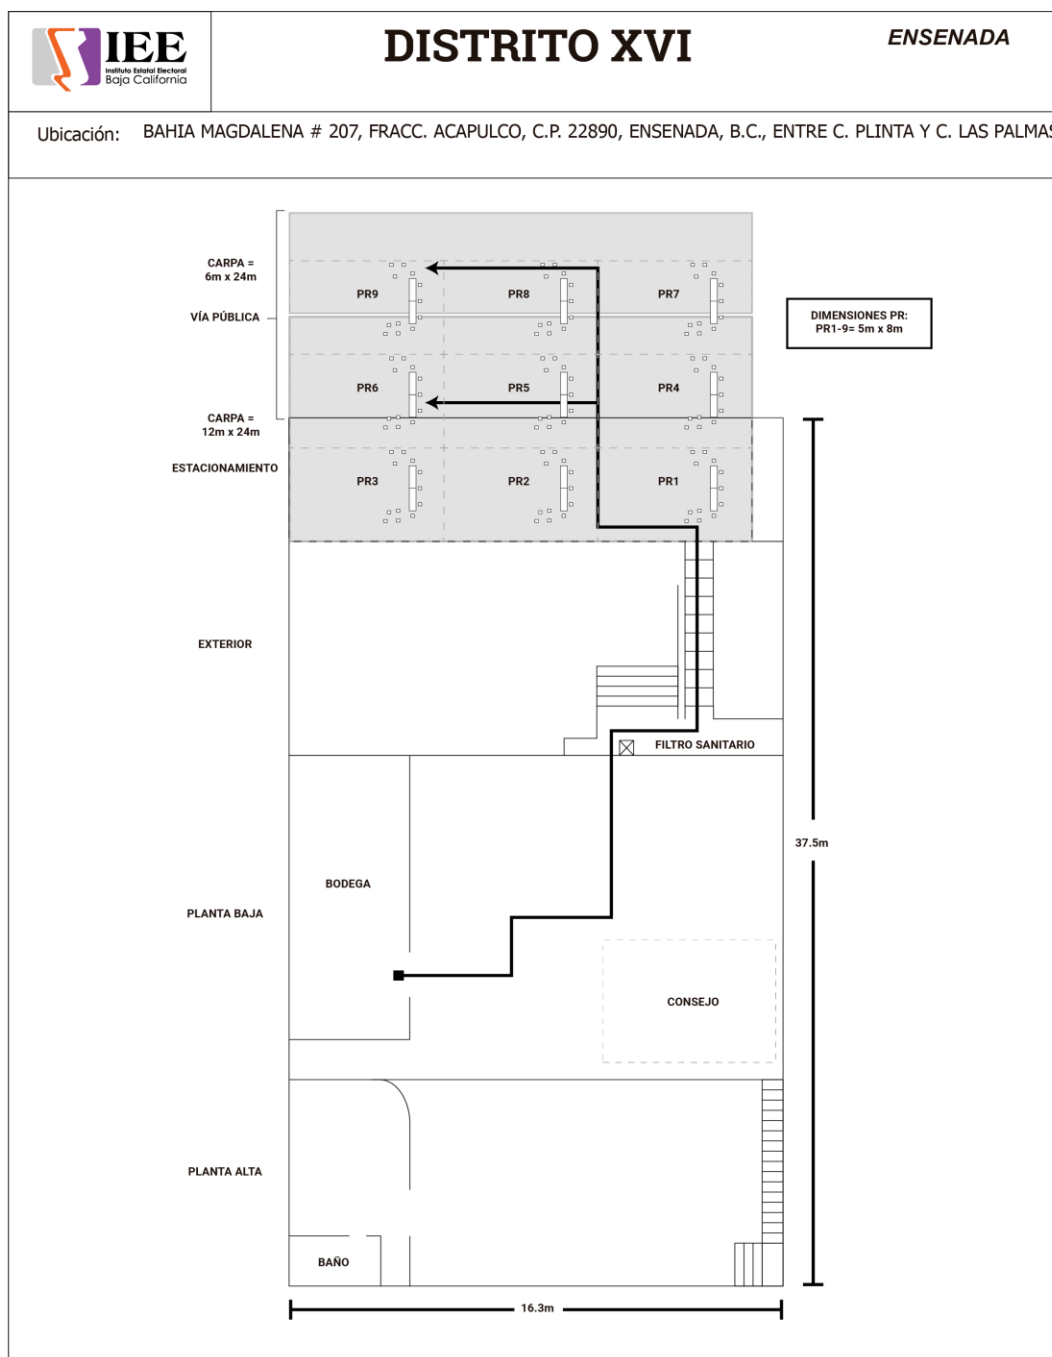 IEE
Instituto Estatal Electoral
Baja California
DISTRITO XVI
ENSENADA
Ubicación: BAHIA MAGDALENA # 207, FRACC. ACAPULCO, C.P. 22890, ENSENADA, B.C., ENTRE C. PLINTA Y C. LAS PALMAS
CARPA =
6m x 24m
VÍA PÚBLICA
PR9
PR8
PR7
DIMENSIONES PR:
PR1-9= 5m x 8m
PR6
PR5
PR4
CARPA =
12m x 24m
ESTACIONAMIENTO
PR3
PR2
PR1
EXTERIOR
FILTRO SANITARIO
37.5m
BODEGA
PLANTA BAJA
CONSEJO
PLANTA ALTA
BAÑO
16.3m